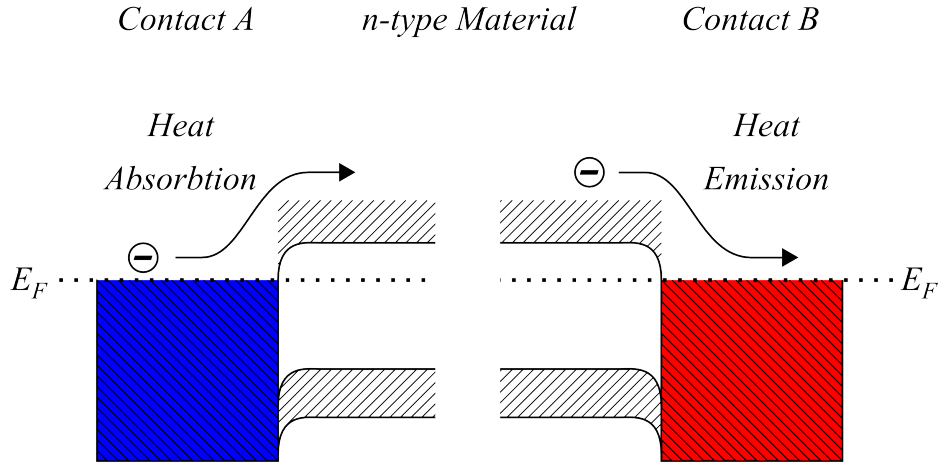 Contact A
n-type Material
Contact B
Heat
Absorbtion
Heat
Emission
E_F
E_F